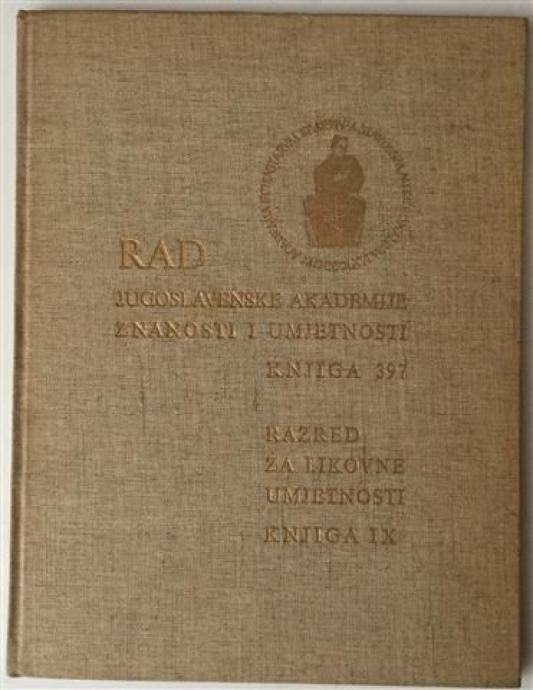 RAD
JUGOSLAVENSKE AKADEMIJE
ZNANOSTI I UMJETNOSTI
KNJIGA 397
RAZRED
ZA LIKOVNE
UMJETNOSTI
KNJIGA IX